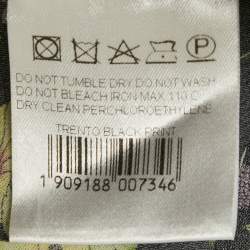 P
DO NOT TUMBLE DRY DO NOT WASH
DO NOT BLEACH IRON MAX 110 C
DRY CLEAN PERCHLOROETHYLENE
TRENTO BLACK PRINT
1 909188 007346